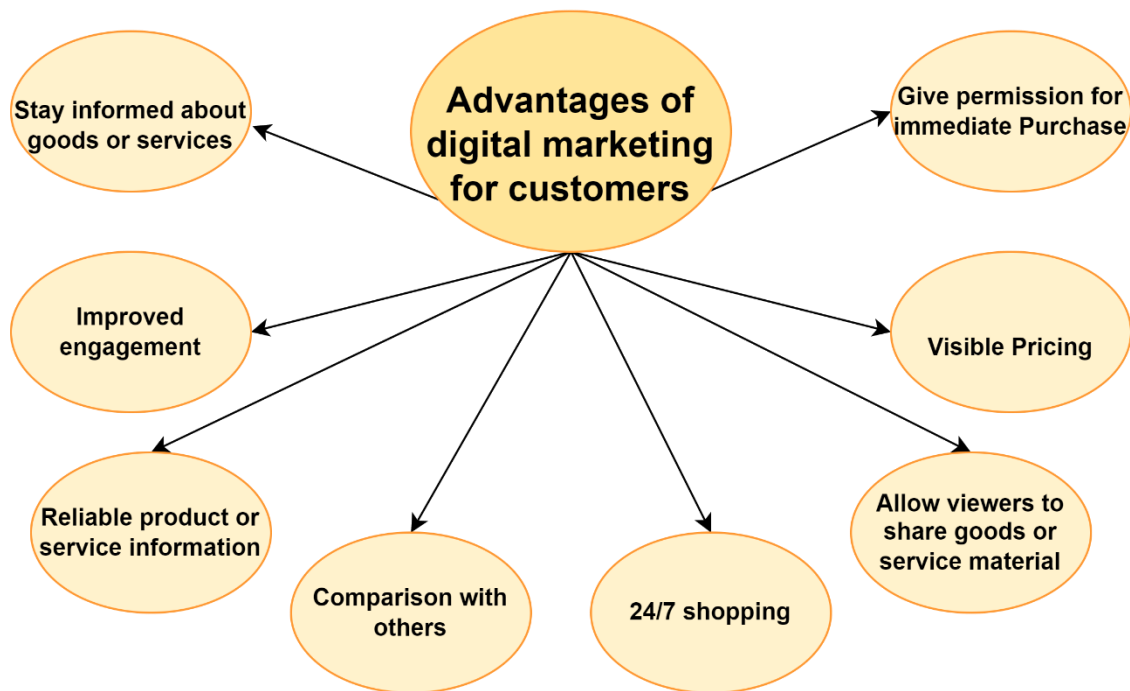 Advantages of
digital marketing
for customers
Stay informed about
goods or services
Give permission for
immediate Purchase
Improved
engagement
Visible Pricing
Reliable product or
service information
Allow viewers to
share goods or
service material
Comparison with
others
24/7 shopping